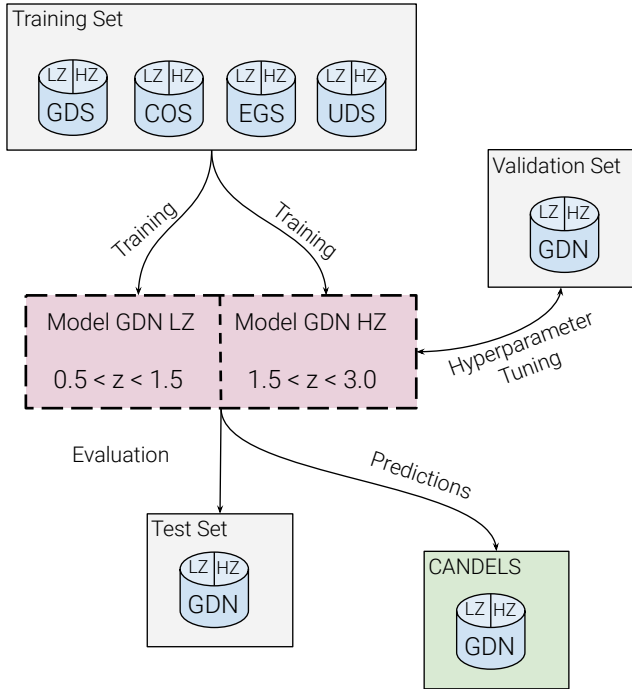 Training Set
LZ HZ LZ HZ LZ HZ LZ HZ
GDS COS EGS UDS
Validation Set
LZ HZ
GDN
Training
Training
Model GDN LZ
Model GDN HZ
0.5 < z < 1.5
1.5 < z < 3.0
Hyperparameter
Tuning
Evaluation
Predictions
Test Set
LZ HZ
GDN
CANDELS
LZ HZ
GDN